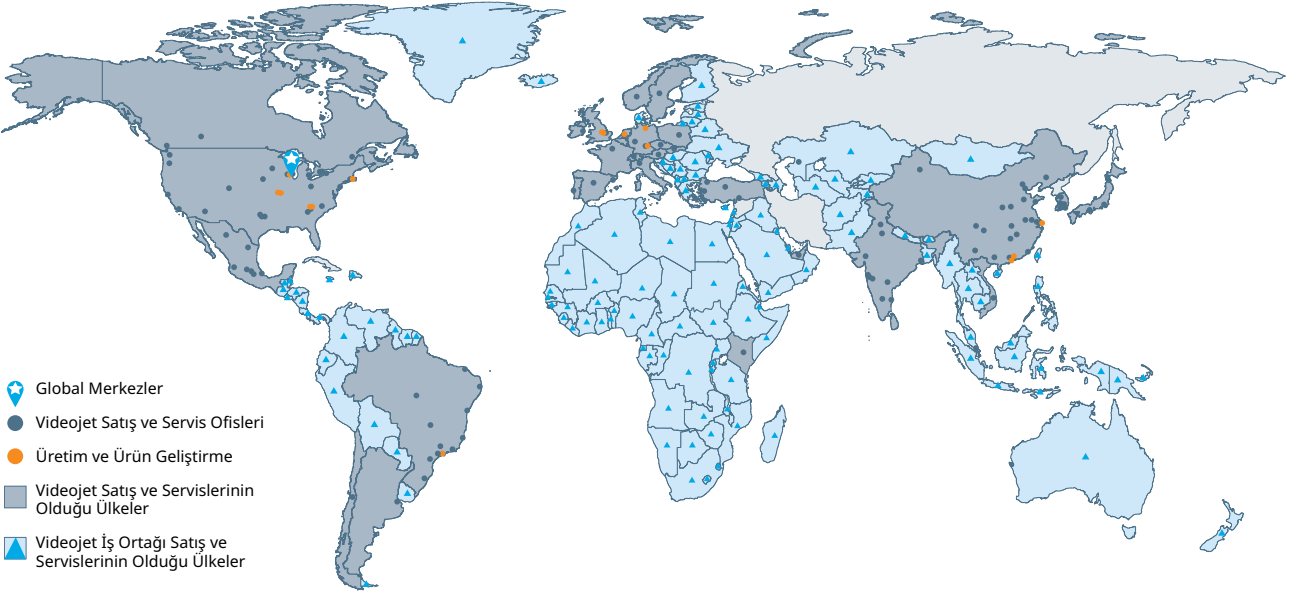 Global Merkezler
Videojet Satış ve Servis Ofisleri
Üretim ve Ürün Geliştirme
Videojet Satış ve Servislerinin
Olduğu Ülkeler
Videojet İş Ortağı Satış ve
Servislerinin Olduğu Ülkeler